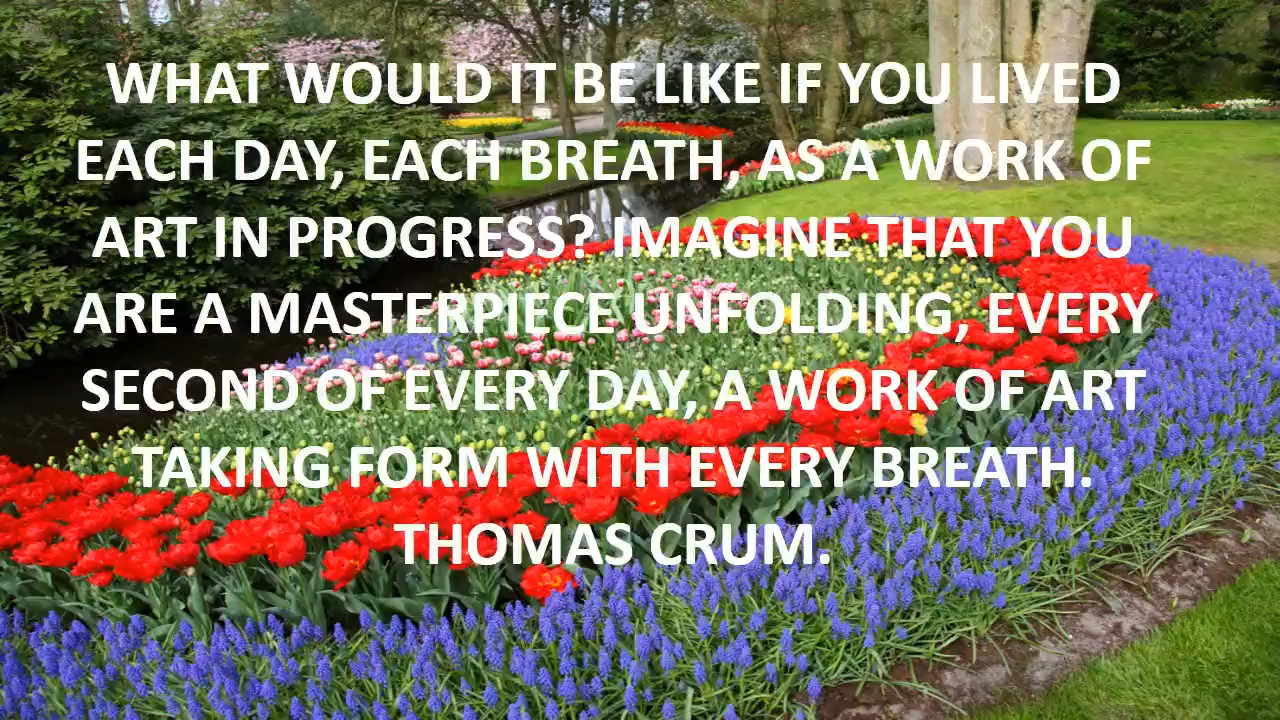 WHAT WOULD IT BE LIKE IF YOU LIVED
EACH DAY, EACH BREATH, AS A WORK OF
ART IN PROGRESS? IMAGINE THAT YOU
ARE A MASTERPIECE UNFOLDING, EVERY
SECOND OF EVERY DAY, A WORK OF ART
TAKING FORM WITH EVERY BREATH.
THOMAS CRUM.